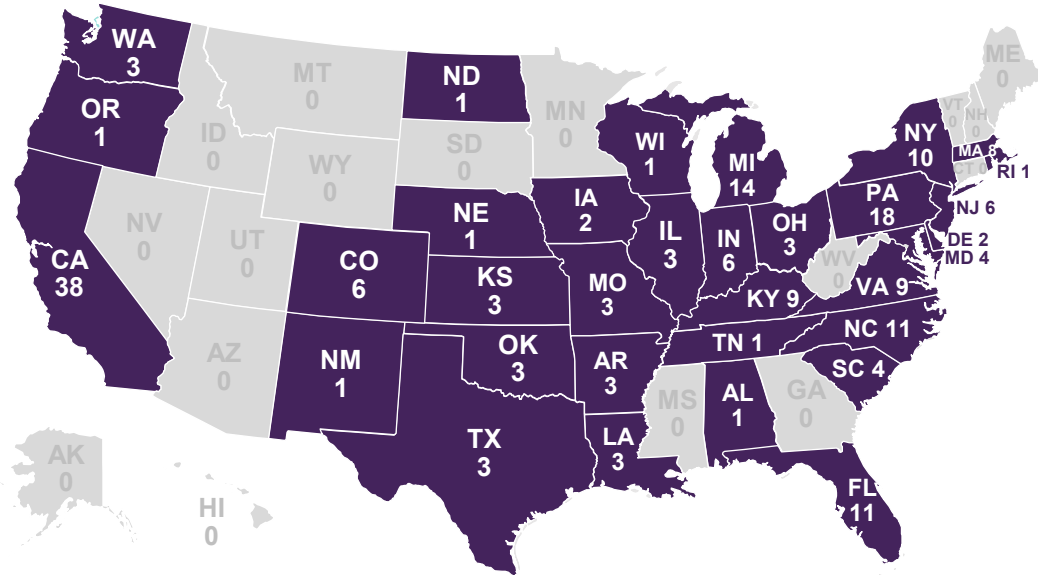 WA
3
OR
1
CA
38
ID
0
NV
0
MT
0
WY
0
UT
0
AZ
0
CO
6
NM
1
ND
1
SD
0
NE
1
KS
3
OK
3
TX
3
MN
0
IA
2
MO
3
AR
3
LA
3
WI
1
IL
3
MI
14
IN
6
OH
3
KY 9
TN 1
MS
0
AL
1
GA
0
FL
11
SC 4
NC 11
VA 9
WV
0
PA
18
NY
10
VT
0
NH
0
ME
0
MA 8
CT 0
RI 1
NJ 6
DE 2
MD 4
AK
0
HI
0